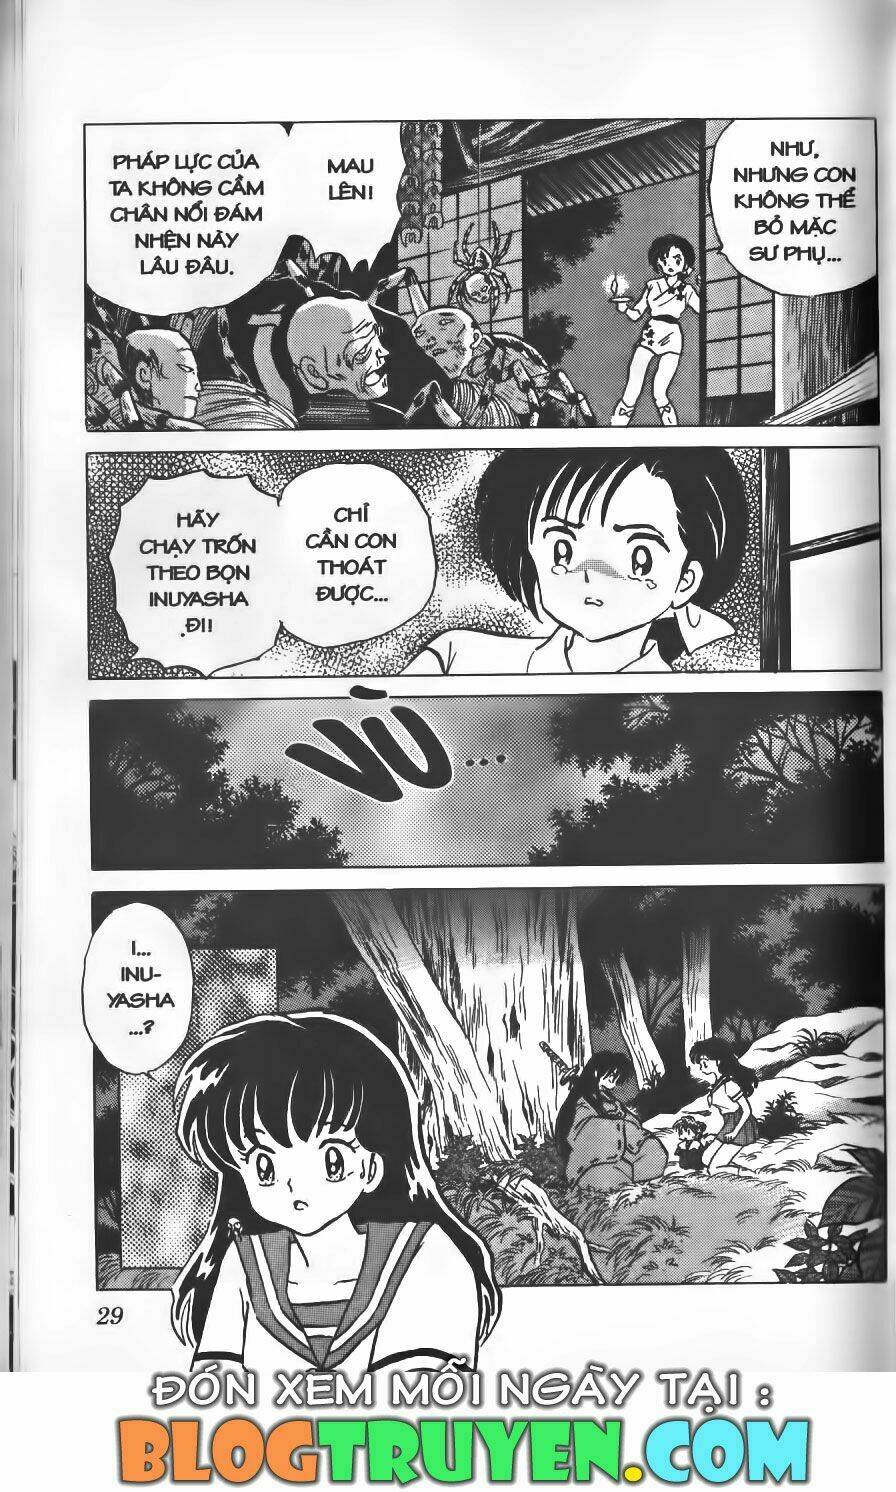 NHƯ,
NHƯNG CON
KHÔNG THỂ
BỎ MẶC
SƯ PHỤ...
MAU
LÊN!
PHÁP LỰC CỦA
TA KHÔNG CẦM
CHÂN NỔI ĐÁM
NHỆN NÀY
LÂU ĐÂU.
CHỈ
CẦN CON
THOÁT
ĐƯỢC...
HÃY
CHẠY TRỐN
THEO BỌN
INUYASHA
ĐI!
VÙ...
I...
INU-
YASHA
...?
29
ĐÓN XEM MỖI NGÀY TẠI :
BLOGTRUYEN.COM